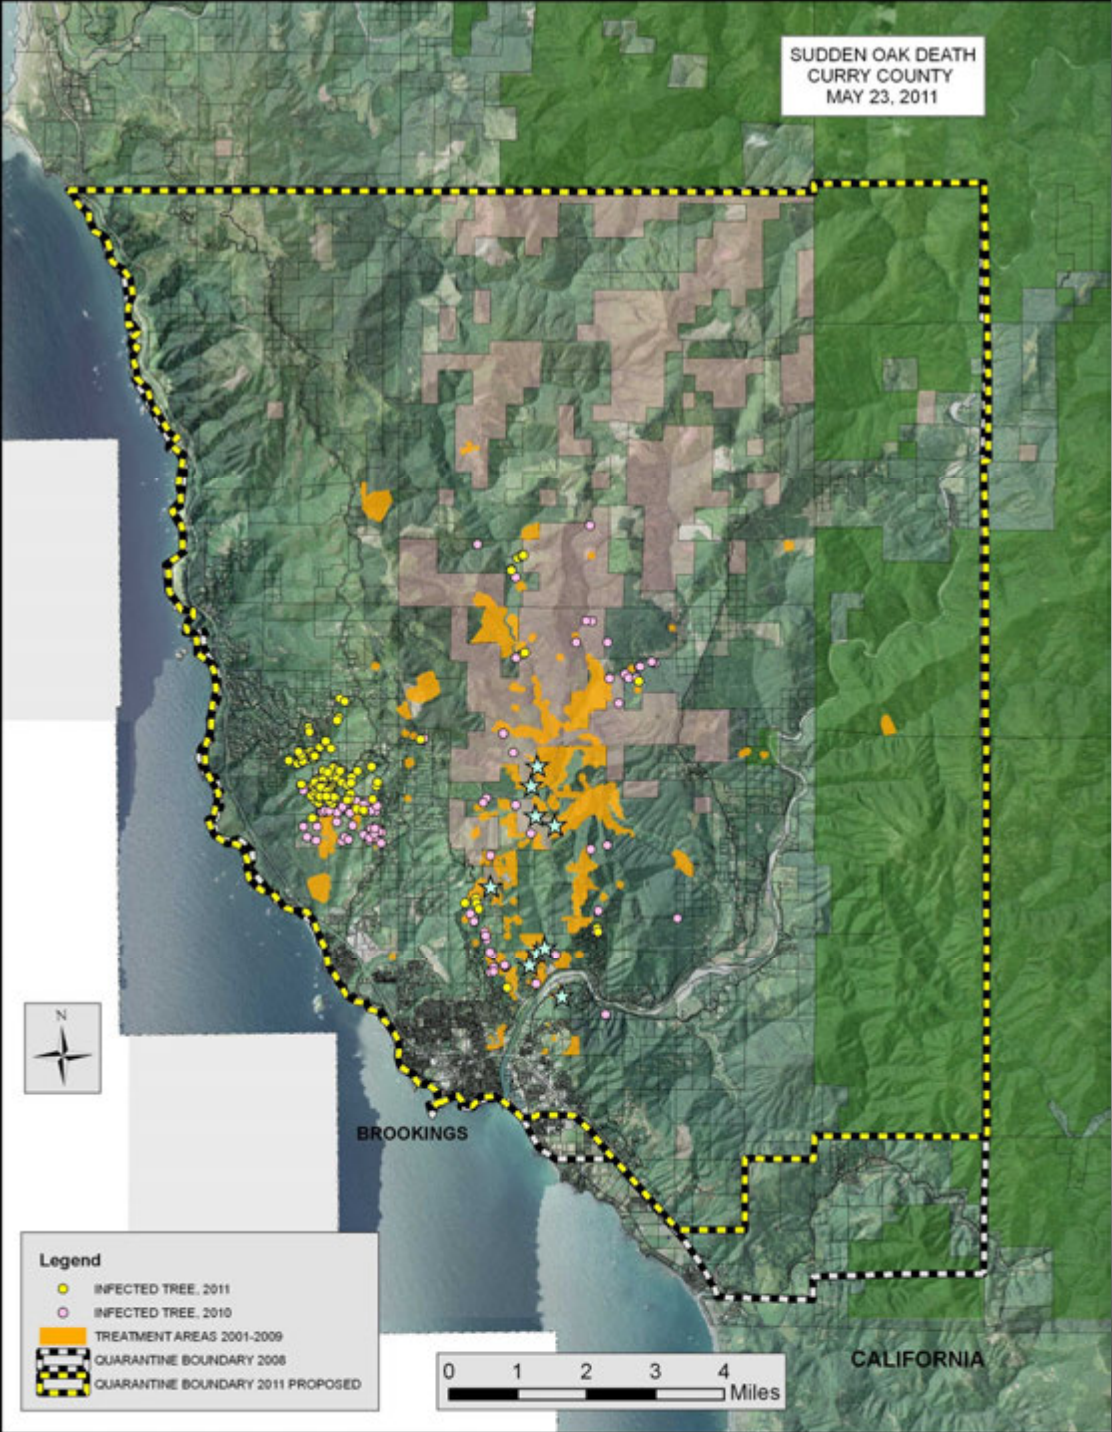 SUDDEN OAK DEATH
CURRY COUNTY
MAY 23, 2011
N
BROOKINGS
Legend
INFECTED TREE, 2011
INFECTED TREE, 2010
TREATMENT AREAS 2001-2009
QUARANTINE BOUNDARY 2008
QUARANTINE BOUNDARY 2011 PROPOSED
0 1 2 3 4
Miles
CALIFORNIA